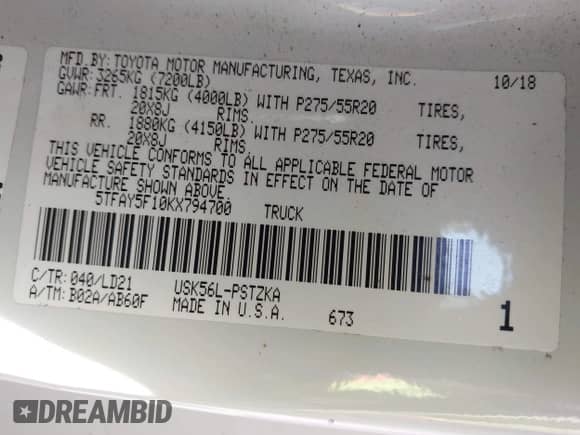 MFD.BY:TOYOTA MOTOR MANUFACTURING, TEXAS, INC. 10/18
GVWR:3265KG (7200LB)
GAWR:FRT. 1815KG (4000LB) WITH P275/55R20 TIRES,
20X8J RIMS.
RR. 1880KG (4150LB) WITH P275/55R20 TIRES,
20X8J RIMS.
THIS VEHICLE CONFORMS TO ALL APPLICABLE FEDERAL MOTOR
VEHICLE SAFETY STANDARDS IN EFFECT ON THE DATE OF
MANUFACTURE SHOWN ABOVE
5TFAY5F10KX794700 TRUCK
C/TR:040/LD21 USK56L-PSTZKA
A/TM:B02A/AB60F MADE IN U.S.A. 673 1
DREAMBID